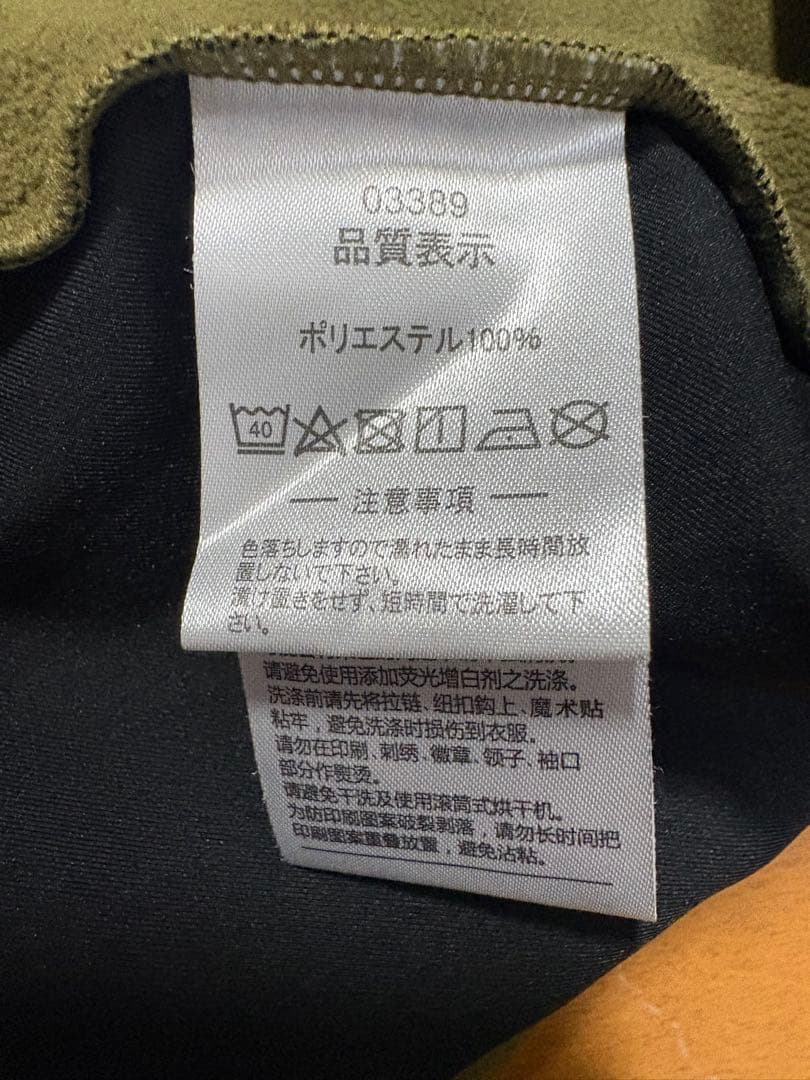 03389
品質表示
ポリエステル100%
40
注意事項
色落ちしますので濡れたまま長時間放
置しないで下さい。
漬け置きをせず、短時間で洗濯して下
さい。
请避免使用添加荧光增白剂之洗涤。
洗涤前请先将拉链、纽扣鈎上、魔术贴
粘牢，避免洗涤时损伤到衣服。
请勿在印刷、刺绣、徽章、领子、袖口
部分作熨烫。
请避免干洗及使用滚筒式烘干机。
为防印刷图案破裂剥落，请勿长时间把
印刷图案重叠放置，避免沾粘。